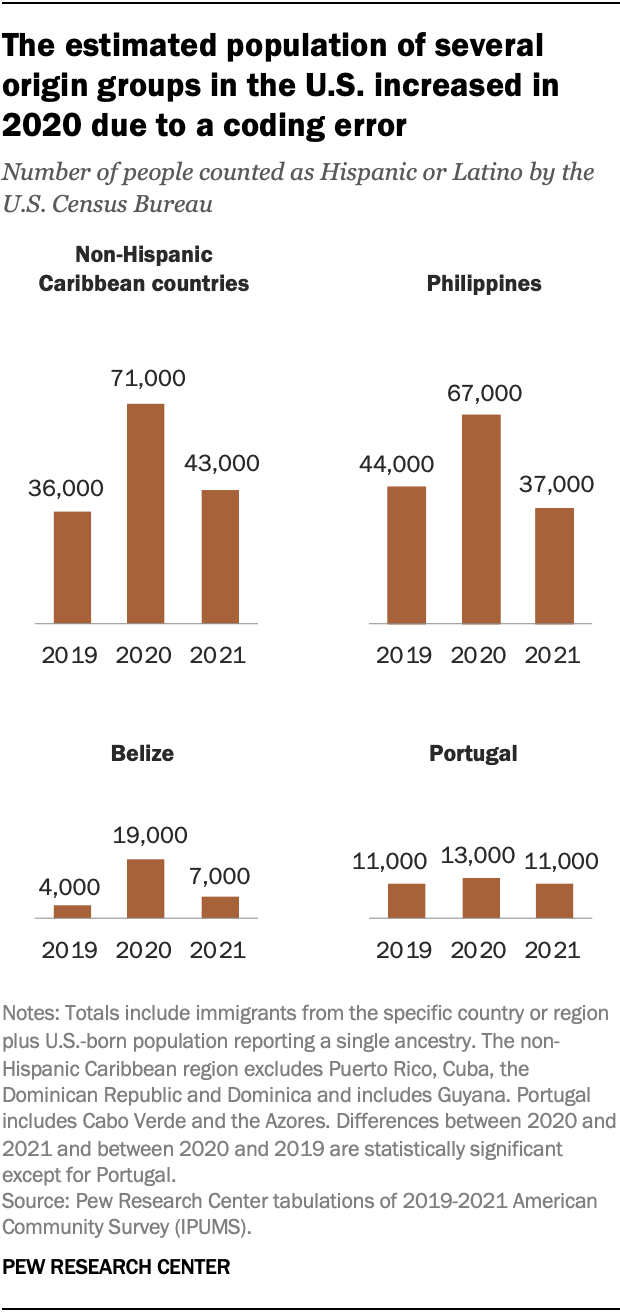 The estimated population of several
origin groups in the U.S. increased in
2020 due to a coding error
Number of people counted as Hispanic or Latino by the
U.S. Census Bureau
Non-Hispanic
Caribbean countries
71,000
36,000
43,000
2019 2020 2021
Philippines
67,000
44,000
37,000
2019 2020 2021
Belize
19,000
4,000
7,000
2019 2020 2021
Portugal
11,000 13,000 11,000
2019 2020 2021
Notes: Totals include immigrants from the specific country or region
plus U.S.-born population reporting a single ancestry. The non-
Hispanic Caribbean region excludes Puerto Rico, Cuba, the
Dominican Republic and Dominica and includes Guyana. Portugal
includes Cabo Verde and the Azores. Differences between 2020 and
2021 and between 2020 and 2019 are statistically significant
except for Portugal.
Source: Pew Research Center tabulations of 2019-2021 American
Community Survey (IPUMS).
PEW RESEARCH CENTER